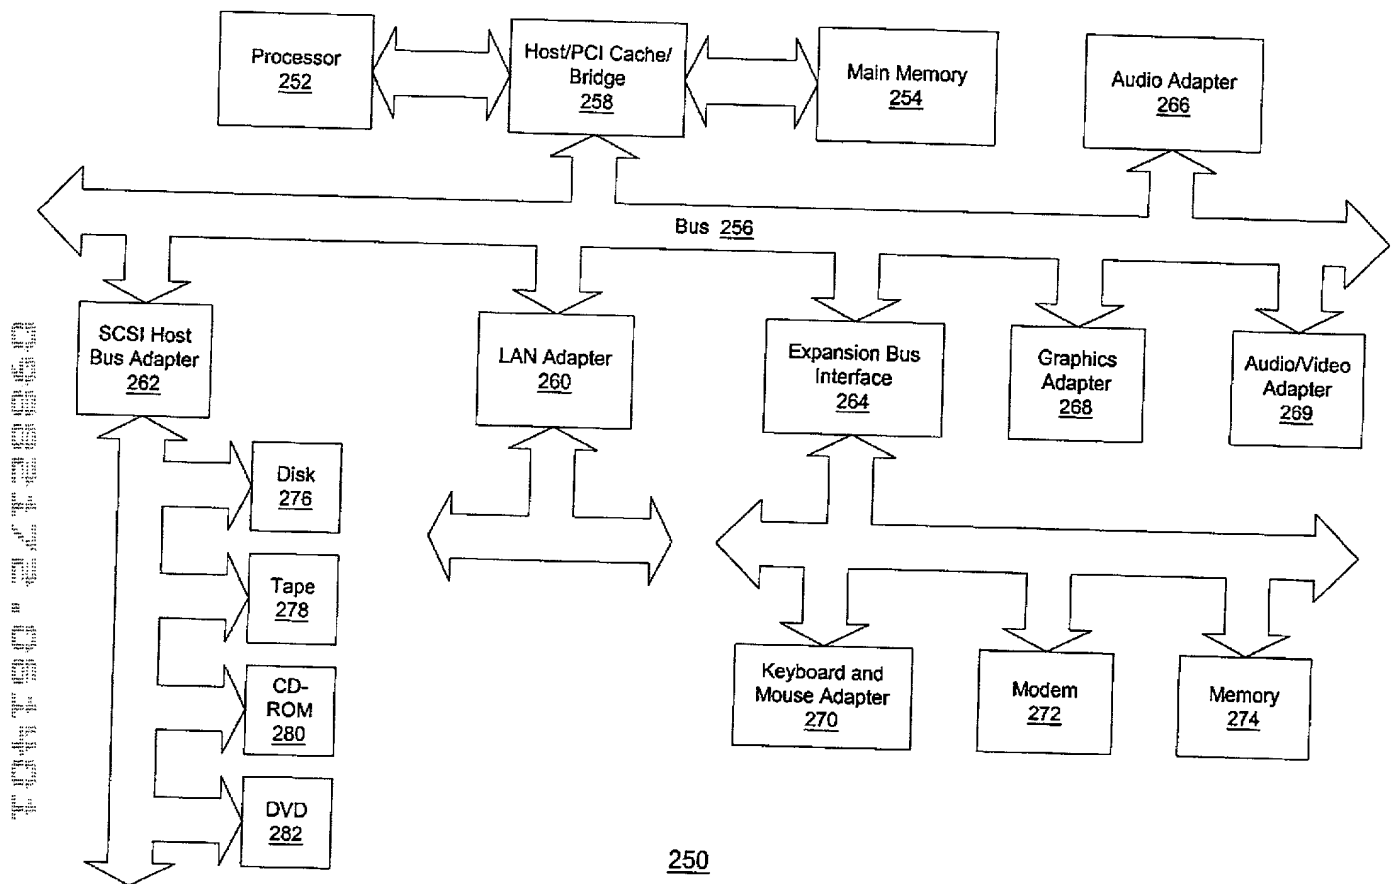 Processor
252
Host/PCI Cache/
Bridge
258
Main Memory
254
Audio Adapter
266
Bus 256
SCSI Host
Bus Adapter
262
LAN Adapter
260
Expansion Bus
Interface
264
Graphics
Adapter
268
Audio/Video
Adapter
269
Disk
276
Tape
278
CD-
ROM
280
DVD
282
Keyboard and
Mouse Adapter
270
Modem
272
Memory
274
250